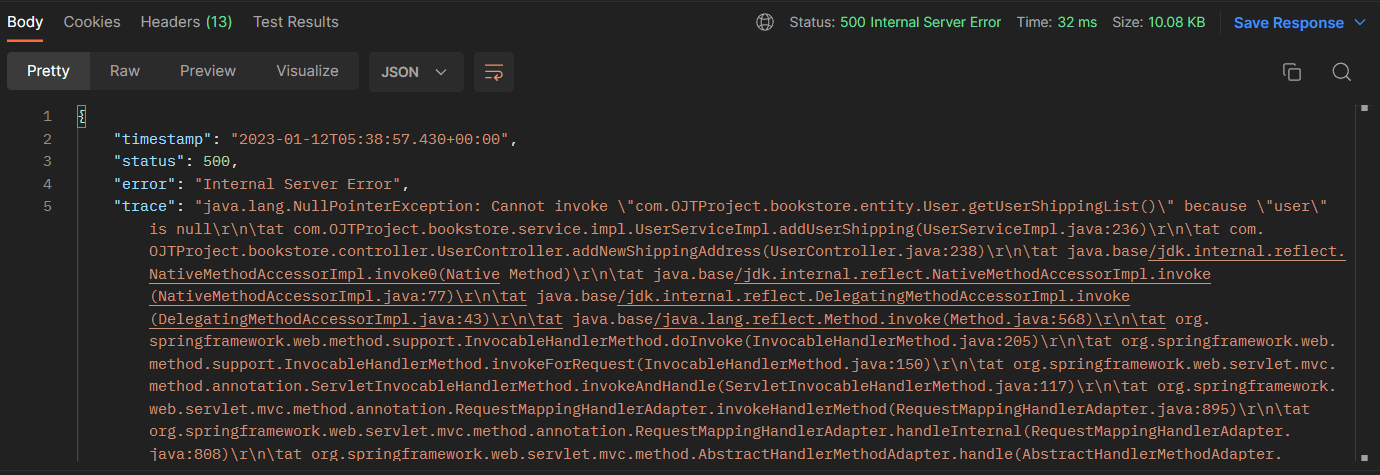 Body Cookies Headers (13) Test Results Status: 500 Internal Server Error Time: 32 ms Size: 10.08 KB Save Response
Pretty Raw Preview Visualize JSON
1 {
2 "timestamp": "2023-01-12T05:38:57.430+00:00",
3 "status": 500,
4 "error": "Internal Server Error",
5 "trace": "java.lang.NullPointerException: Cannot invoke \"com.OJTProject.bookstore.entity.User.getUserShippingList()\" because \"user\"
is null\r\n\tat com.OJTProject.bookstore.service.impl.UserServiceImpl.addUserShipping(UserServiceImpl.java:236)\r\n\tat com.
OJTProject.bookstore.controller.UserController.addNewShippingAddress(UserController.java:238)\r\n\tat java.base/jdk.internal.reflect.
NativeMethodAccessorImpl.invoke0(Native Method)\r\n\tat java.base/jdk.internal.reflect.NativeMethodAccessorImpl.invoke
(NativeMethodAccessorImpl.java:77)\r\n\tat java.base/jdk.internal.reflect.DelegatingMethodAccessorImpl.invoke
(DelegatingMethodAccessorImpl.java:43)\r\n\tat java.base/java.lang.reflect.Method.invoke(Method.java:568)\r\n\tat org.
springframework.web.method.support.InvocableHandlerMethod.doInvoke(InvocableHandlerMethod.java:205)\r\n\tat org.springframework.web.
method.support.InvocableHandlerMethod.invokeForRequest(InvocableHandlerMethod.java:150)\r\n\tat org.springframework.web.servlet.mvc.
method.annotation.ServletInvocableHandlerMethod.invokeAndHandle(ServletInvocableHandlerMethod.java:117)\r\n\tat org.springframework.
web.servlet.mvc.method.annotation.RequestMappingHandlerAdapter.invokeHandlerMethod(RequestMappingHandlerAdapter.java:895)\r\n\tat
org.springframework.web.servlet.mvc.method.annotation.RequestMappingHandlerAdapter.handleInternal(RequestMappingHandlerAdapter.
java:808)\r\n\tat org.springframework.web.servlet.mvc.method.AbstractHandlerMethodAdapter.handle(AbstractHandlerMethodAdapter.